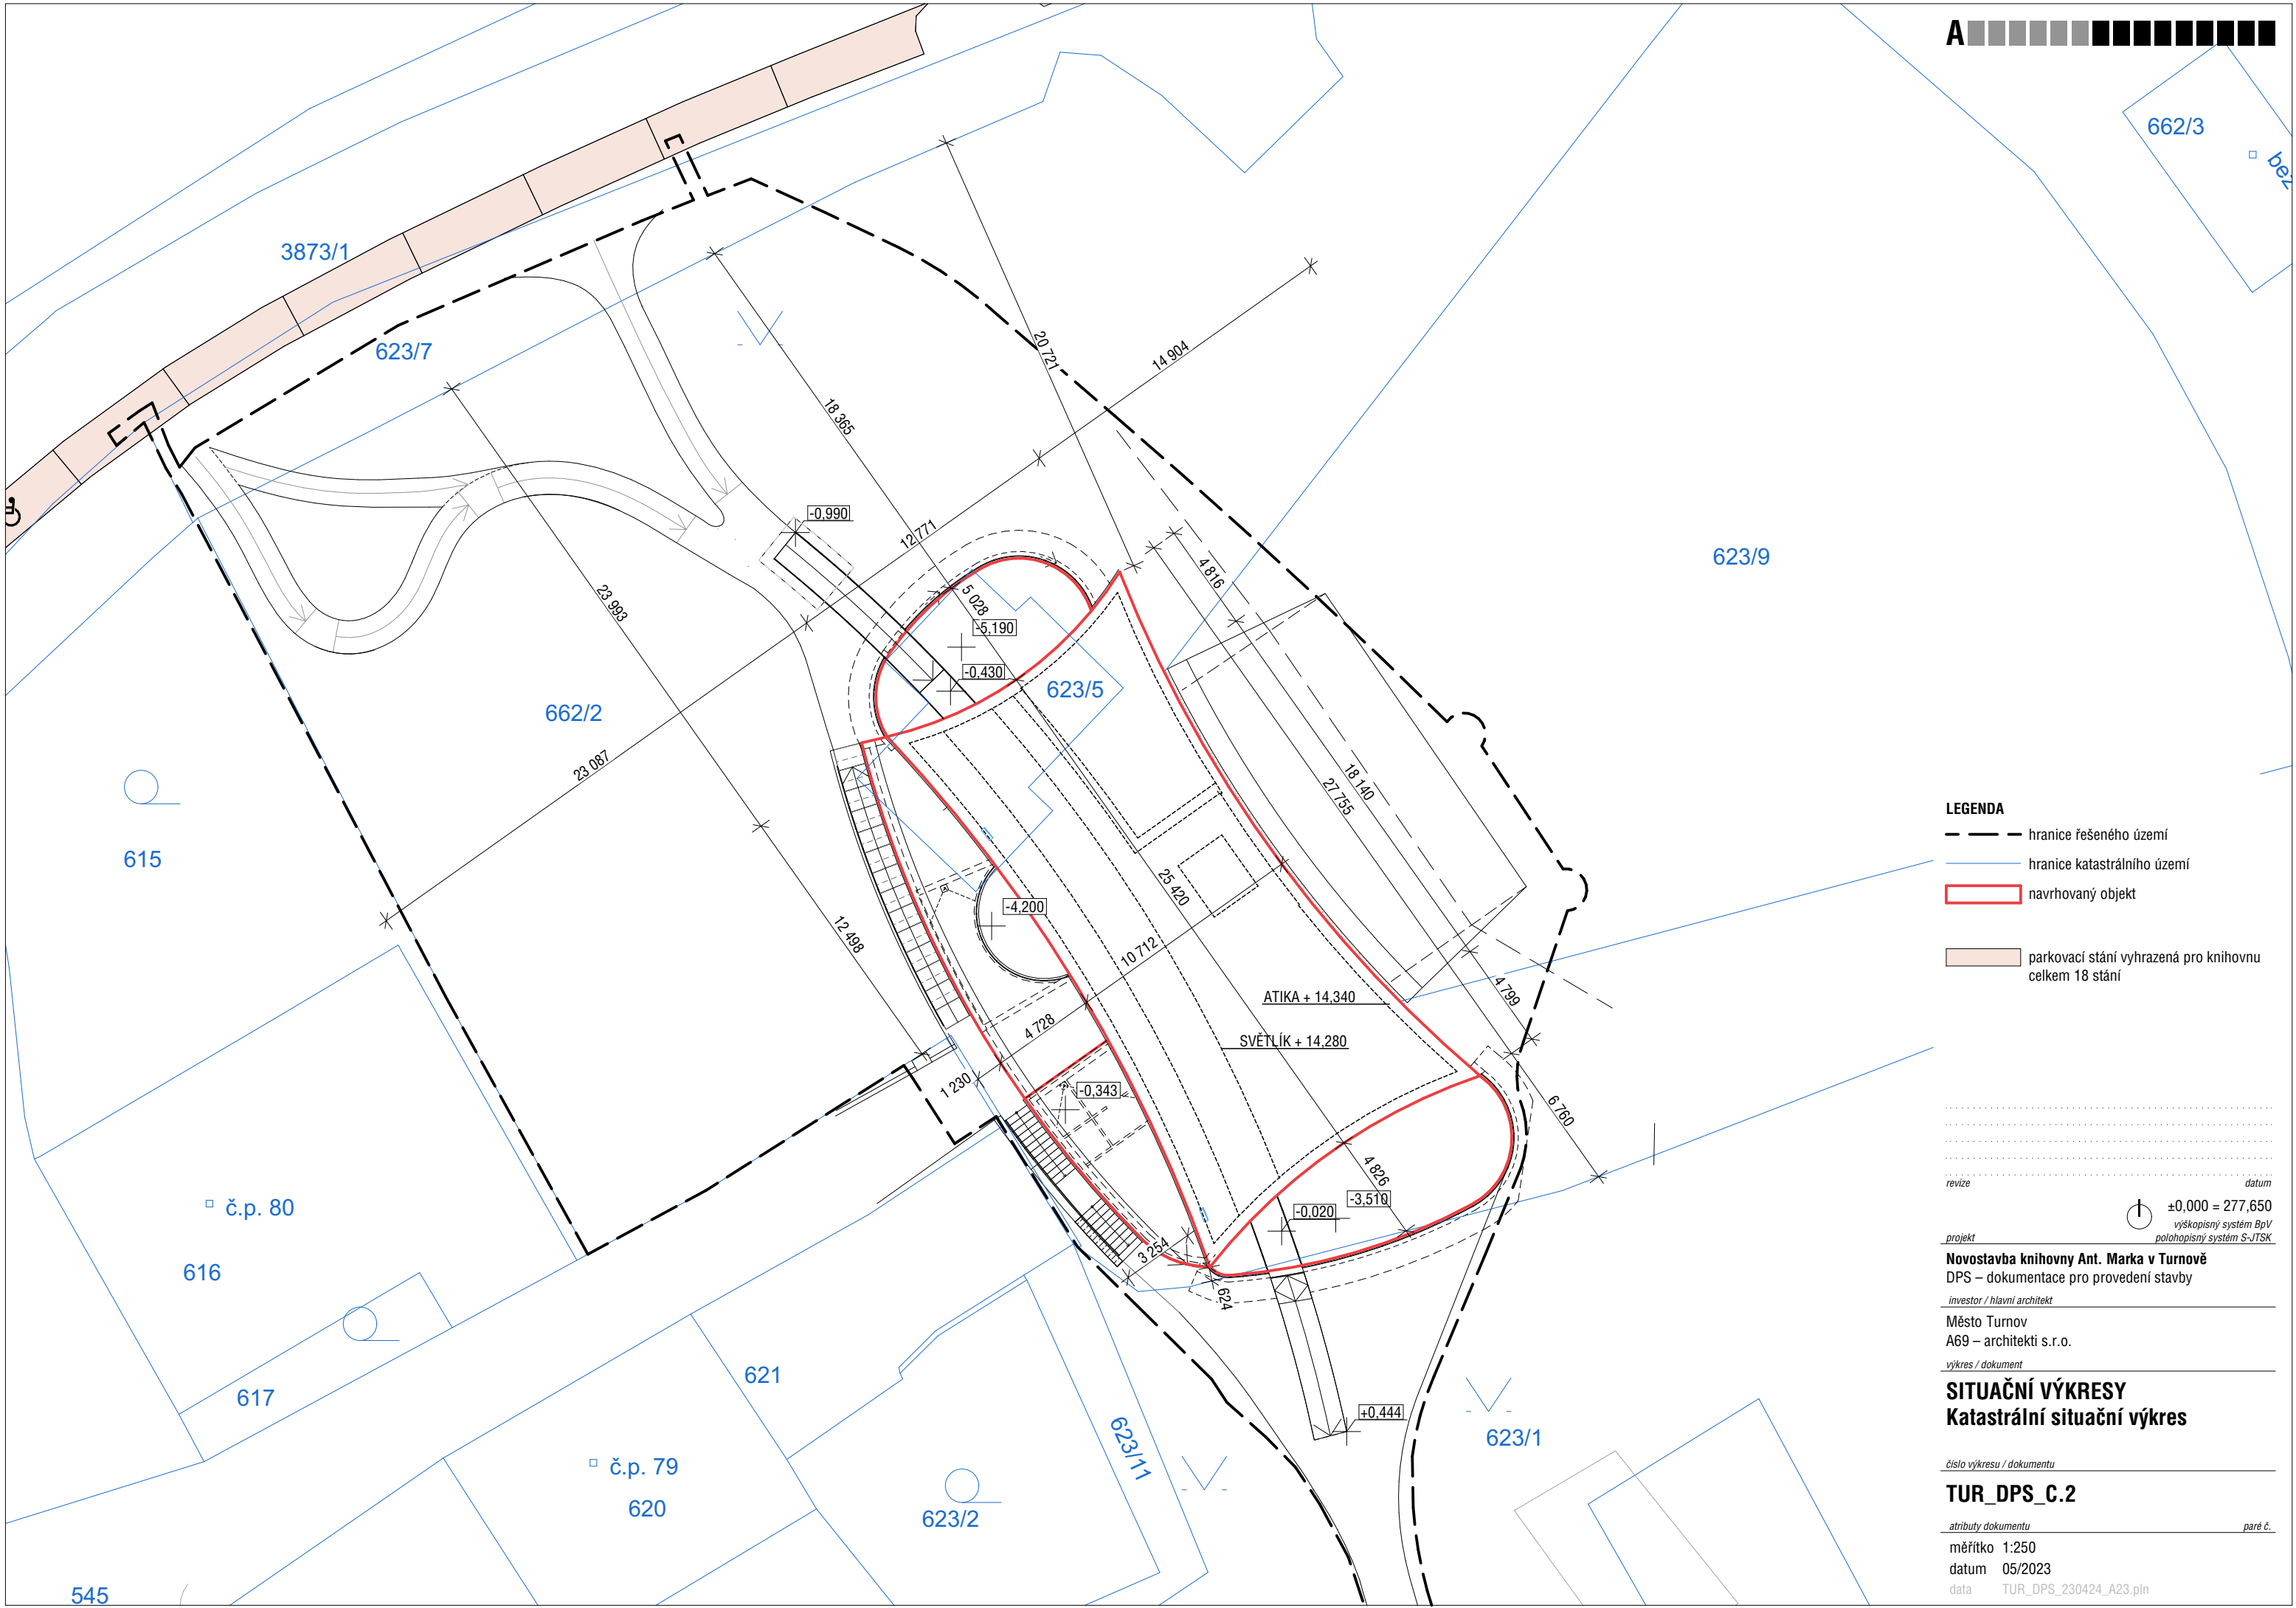 A
662/3
3873/1
623/7
20 721
14 904
18 365
-0,990
12 771
623/9
4 816
23 993
5 028
-5,190
-0,430
623/5
662/2
23 087
18 140
27 755
615
LEGENDA
hranice řešeného území
hranice katastrálního území
navrhovaný objekt
parkovací stání vyhrazená pro knihovnu
celkem 18 stání
25 420
-4,200
12 498
10 712
4 799
ATIKA + 14,340
4 728
SVĚTLÍK + 14,280
1 230
-0,343
6 760
4 826
-3,510
-0,020
3 254
624
č.p. 80
616
617
621
623/11
+0,444
623/1
č.p. 79
620
623/2
545
revize
datum
±0,000 = 277,650
výškopisný systém BpV
projekt
polohopisný systém S-JTSK
Novostavba knihovny Ant. Marka v Turnově
DPS – dokumentace pro provedení stavby
investor / hlavní architekt
Město Turnov
A69 – architekti s.r.o.
výkres / dokument
SITUAČNÍ VÝKRESY
Katastrální situační výkres
číslo výkresu / dokumentu
TUR_DPS_C.2
atributy dokumentu
paré č.
měřítko 1:250
datum 05/2023
data TUR_DPS_230424_A23.pln